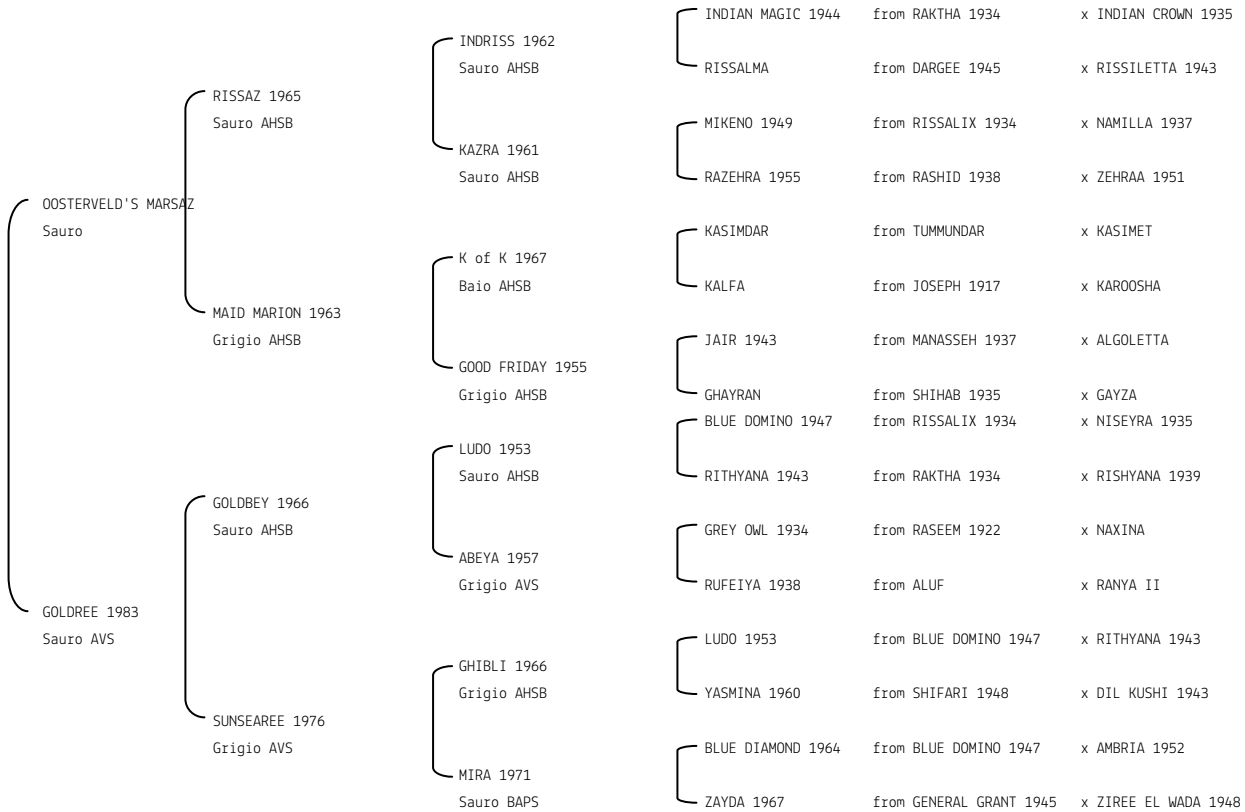 INDIAN MAGIC 1944 from RAKTHA 1934 x INDIAN CROWN 1935
INDRISS 1962
Sauro AHSB RISSALMA from DARGEE 1945 x RISSILETTA 1943
RISSAZ 1965
Sauro AHSB MIKENO 1949 from RISSALIX 1934 x NAMILLA 1937
KAZRA 1961
Sauro AHSB RAZEHRA 1955 from RASHID 1938 x ZEHRAA 1951
OOSTERVELD'S MARSAZ
Sauro KASIMDAR from TUMMUNDAR x KASIMET
K of K 1967
Baio AHSB KALFA from JOSEPH 1917 x KAROOSHA
MAID MARION 1963
Grigio AHSB JAIR 1943 from MANASSEH 1937 x ALGOLETTA
GOOD FRIDAY 1955
Grigio AHSB GHAYRAN from SHIHAB 1935 x GAYZA
BLUE DOMINO 1947 from RISSALIX 1934 x NISEYRA 1935
LUDO 1953
Sauro AHSB RITHYANA 1943 from RAKTHA 1934 x RISHYANA 1939
GOLDBEY 1966
Sauro AHSB GREY OWL 1934 from RASEEM 1922 x NAXINA
ABEYA 1957
Grigio AVS RUFEIYA 1938 from ALUF x RANYA II
GOLDREE 1983
Sauro AVS LUDO 1953 from BLUE DOMINO 1947 x RITHYANA 1943
GHIBLI 1966
Grigio AHSB YASMINA 1960 from SHIFARI 1948 x DIL KUSHI 1943
SUNSEAREE 1976
Grigio AVS BLUE DIAMOND 1964 from BLUE DOMINO 1947 x AMBRIA 1952
MIRA 1971
Sauro BAPS ZAYDA 1967 from GENERAL GRANT 1945 x ZIREE EL WADA 1948